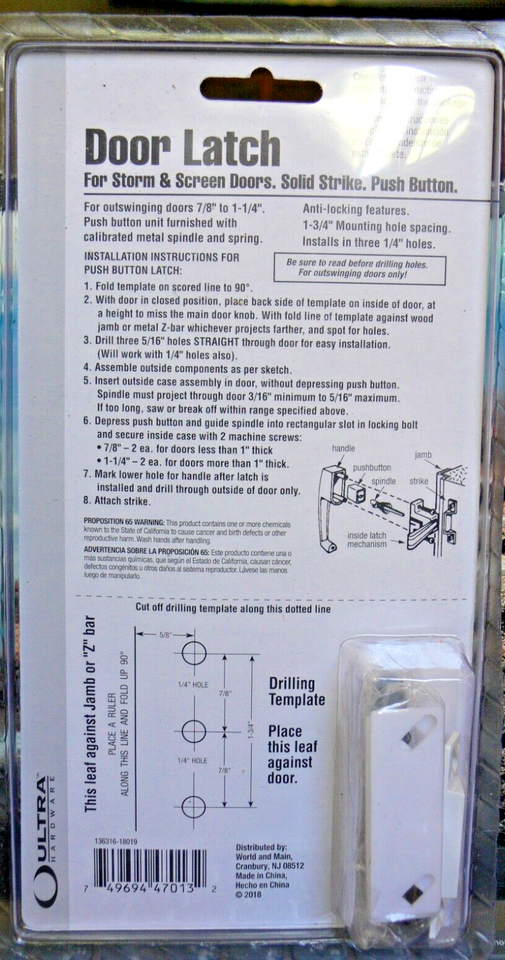 Door Latch
For Storm & Screen Doors. Solid Strike. Push Button.
For outswinging doors 7/8" to 1-1/4".
Push button unit furnished with
calibrated metal spindle and spring.
Anti-locking features.
1-3/4" Mounting hole spacing.
Installs in three 1/4" holes.
INSTALLATION INSTRUCTIONS FOR
PUSH BUTTON LATCH:
Be sure to read before drilling holes.
For outswinging doors only!
1. Fold template on scored line to 90°.
2. With door in closed position, place back side of template on inside of door, at
a height to miss the main door knob. With fold line of template against wood
jamb or metal Z-bar whichever projects farther, and spot for holes.
3. Drill three 5/16" holes STRAIGHT through door for easy installation.
(Will work with 1/4" holes also).
4. Assemble outside components as per sketch.
5. Insert outside case assembly in door, without depressing push button.
Spindle must project through door 3/16" minimum to 5/16" maximum.
If too long, saw or break off within range specified above.
6. Depress push button and guide spindle into rectangular slot in locking bolt
and secure inside case with 2 machine screws:
• 7/8" – 2 ea. for doors less than 1" thick
• 1-1/4" – 2 ea. for doors more than 1" thick.
7. Mark lower hole for handle after latch is
installed and drill through outside of door only.
8. Attach strike.
handle
pushbutton
spindle
jamb
strike
inside latch
mechanism
PROPOSITION 65 WARNING: This product contains one or more chemicals
known to the State of California to cause cancer and birth defects or other
reproductive harm. Wash hands after handling.
ADVERTENCIA SOBRE LA PROPOSICIÓN 65: Este producto contiene una o
más sustancias químicas, que según el Estado de California, causan cáncer,
defectos congénitos u otros daños al sistema reproductor. Lávese las manos
luego de manipularlo.
Cut off drilling template along this dotted line
This leaf against Jamb or "Z" bar
PLACE A RULER
ALONG THIS LINE AND FOLD UP 90°
5/8"
1/4" HOLE
7/8"
1-3/4"
1/4" HOLE
7/8"
Drilling
Template
Place
this leaf
against
door.
ULTRA™
HARDWARE
136316-18019
7 49694 47013 2
Distributed by:
World and Main,
Cranbury, NJ 08512
Made in China,
Hecho en China
© 2018